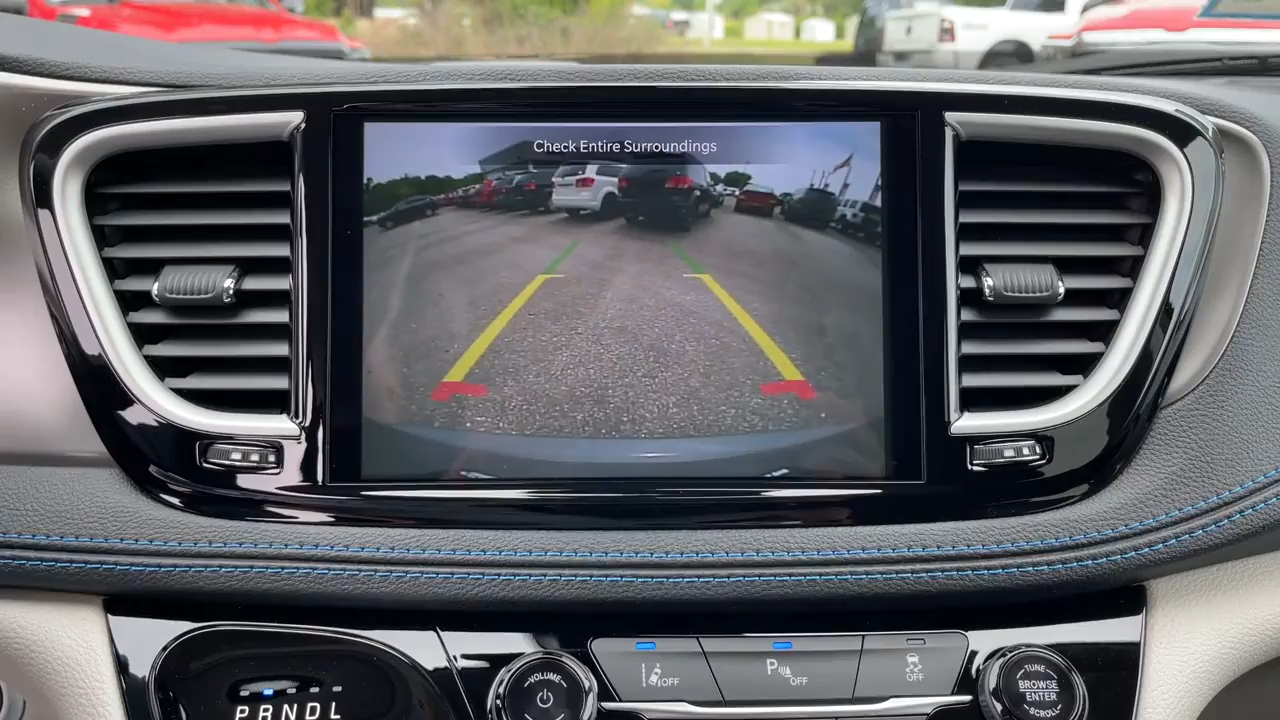 Check Entire Surroundings
OFF
P OFF
OFF
VOLUME
TUNE
BROWSE
ENTER
SCROLL
PRNDL